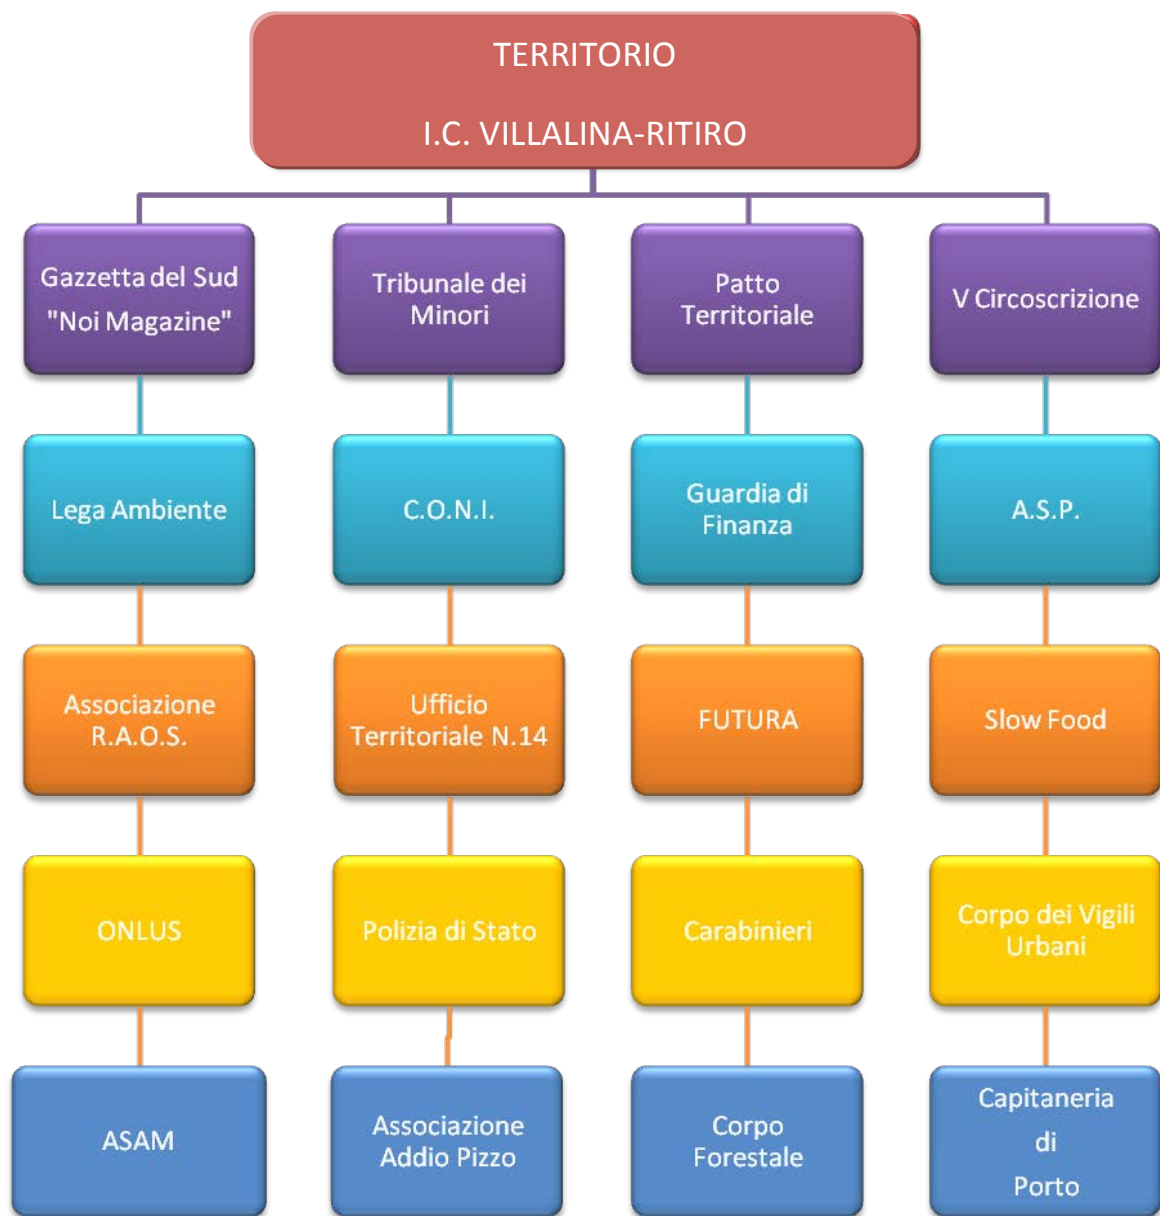 TERRITORIO
I.C. VILLALINA-RITIRO
Gazzetta del Sud
"Noi Magazine"
Tribunale dei
Minori
Patto
Territoriale
V Circoscrizione
Lega Ambiente
C.O.N.I.
Guardia di
Finanza
A.S.P.
Associazione
R.A.O.S.
Ufficio
Territoriale N.14
FUTURA
Slow Food
ONLUS
Polizia di Stato
Carabinieri
Corpo dei Vigili
Urbani
ASAM
Associazione
Addio Pizzo
Corpo
Forestale
Capitaneria
di
Porto